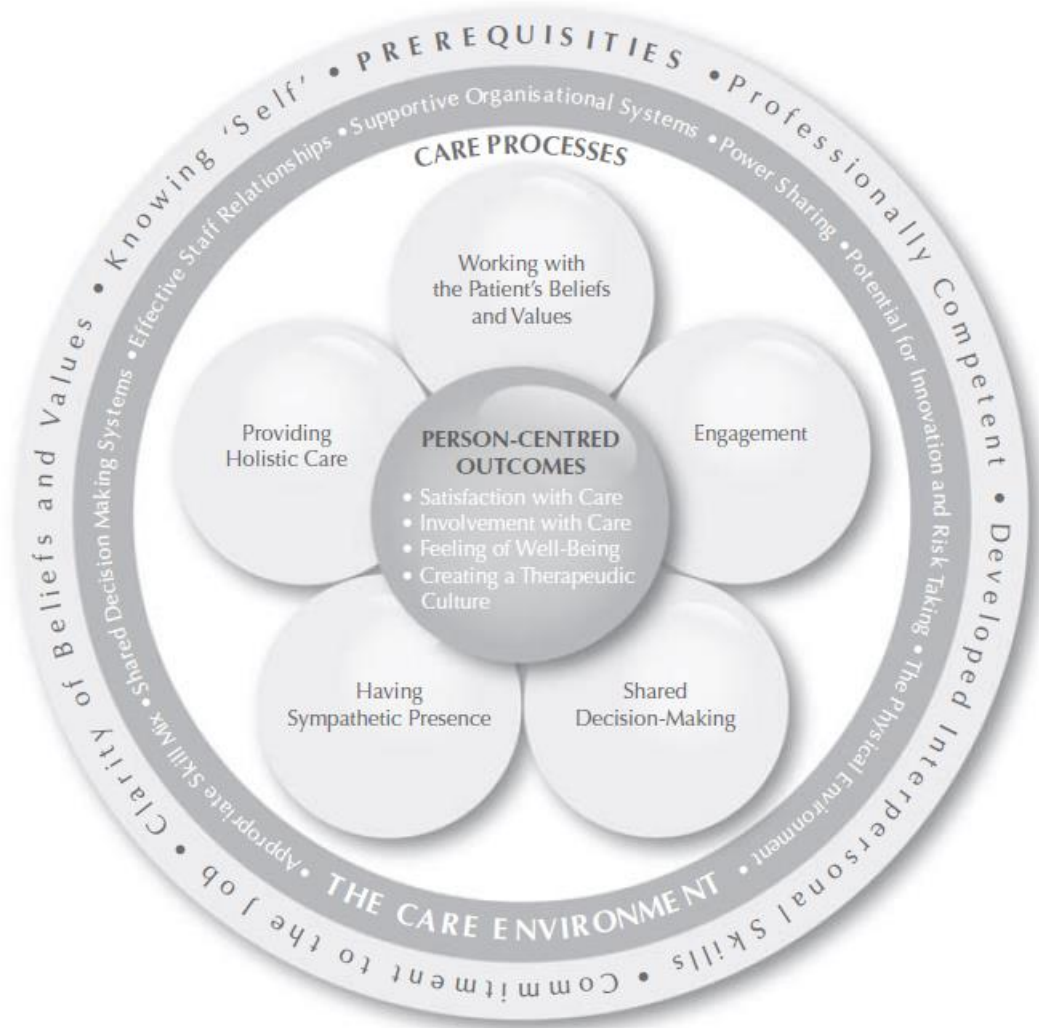 PREREQUISITIES • Professionally Competent • Developed Interpersonal Skills • Commitment to the Job • Clarity of Beliefs and Values • Knowing 'Self' •
THE CARE ENVIRONMENT • Appropriate Skill Mix • Shared Decision Making Systems • Effective Staff Relationships • Supportive Organisational Systems • Power Sharing • Potential for Innovation and Risk Taking • The Physical Environment •
CARE PROCESSES
Working with
the Patient's Beliefs
and Values
Providing
Holistic Care
Engagement
PERSON-CENTRED
OUTCOMES
• Satisfaction with Care
• Involvement with Care
• Feeling of Well-Being
• Creating a Therapeudic
Culture
Having
Sympathetic Presence
Shared
Decision-Making